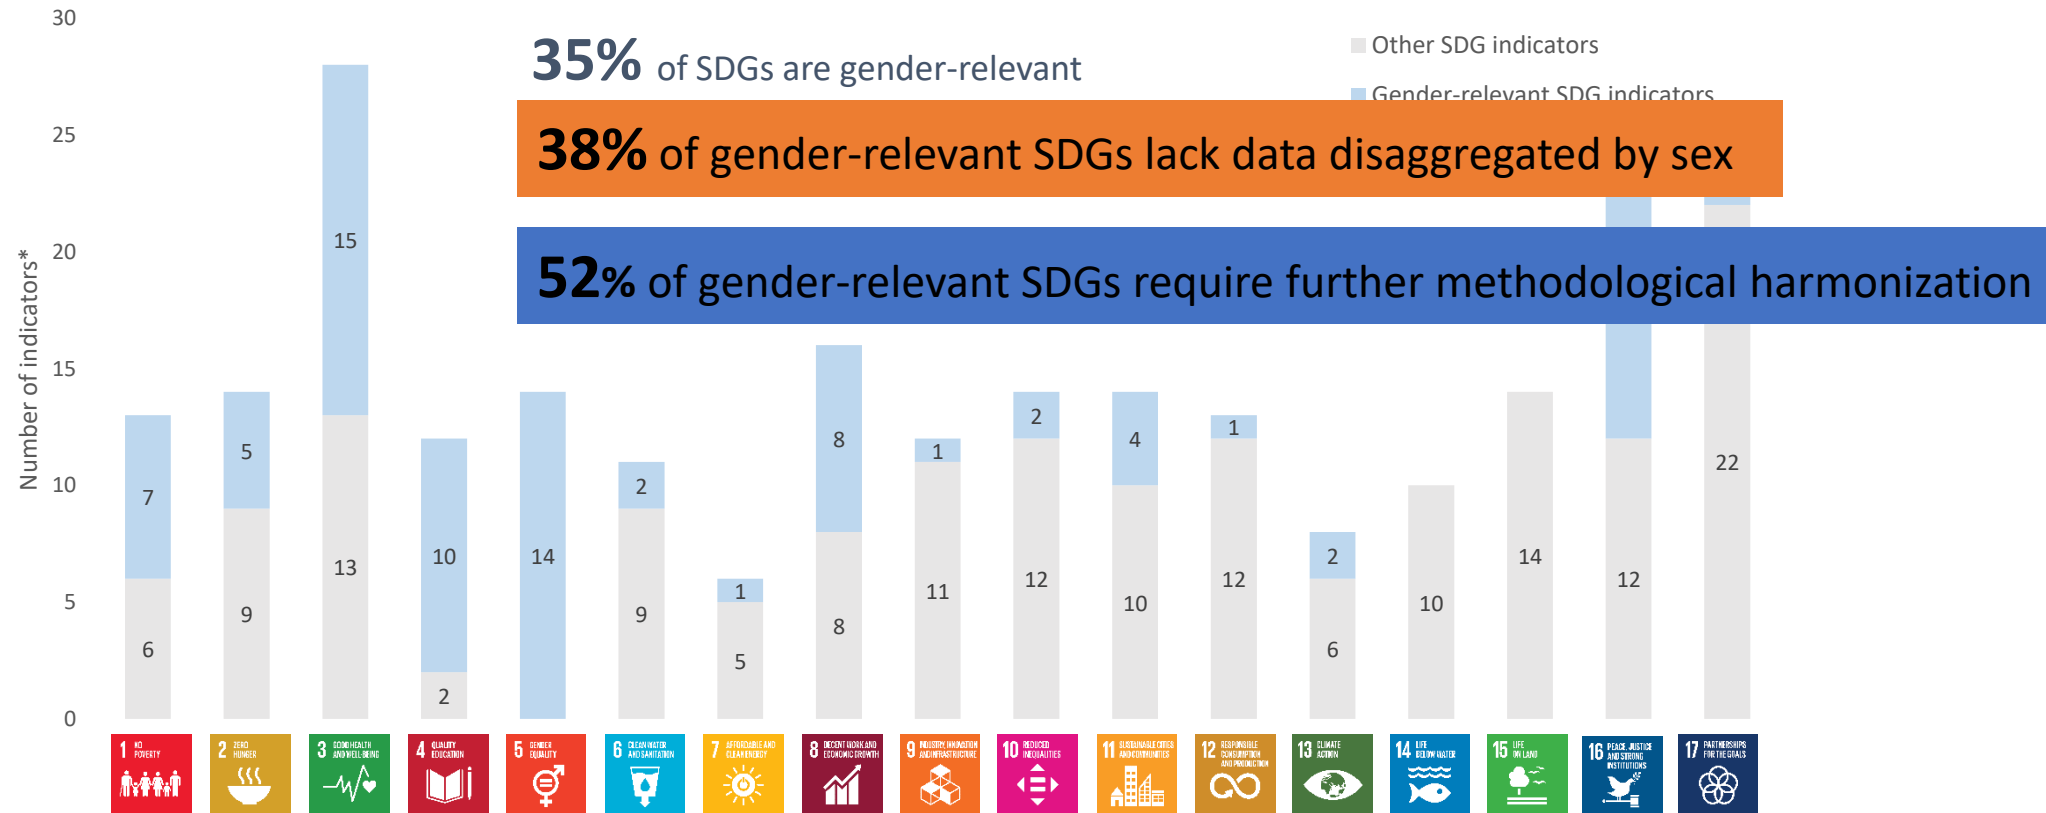 30
35% of SDGs are gender-relevant
Other SDG indicators
Gender-relevant SDG indicators
25
38% of gender-relevant SDGs lack data disaggregated by sex
20
52% of gender-relevant SDGs require further methodological harmonization
15
10
5
0
Number of indicators*
7
6
5
9
15
13
10
2
14
2
9
1
5
8
8
1
11
2
12
4
10
1
12
2
6
10
14
12
22
1 NO POVERTY
2 ZERO HUNGER
3 GOOD HEALTH AND WELL-BEING
4 QUALITY EDUCATION
5 GENDER EQUALITY
6 CLEAN WATER AND SANITATION
7 AFFORDABLE AND CLEAN ENERGY
8 DECENT WORK AND ECONOMIC GROWTH
9 INDUSTRY, INNOVATION AND INFRASTRUCTURE
10 REDUCED INEQUALITIES
11 SUSTAINABLE CITIES AND COMMUNITIES
12 RESPONSIBLE CONSUMPTION AND PRODUCTION
13 CLIMATE ACTION
14 LIFE BELOW WATER
15 LIFE ON LAND
16 PEACE, JUSTICE AND STRONG INSTITUTIONS
17 PARTNERSHIPS FOR THE GOALS